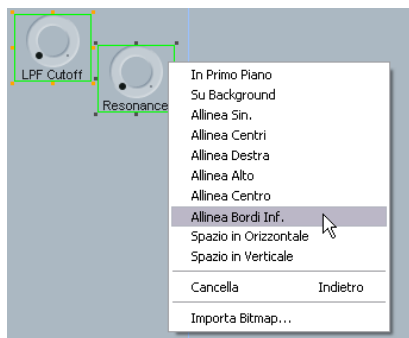 LPF Cutoff
Resonance
In Primo Piano
Su Background
Allinea Sin.
Allinea Centri
Allinea Destra
Allinea Alto
Allinea Centro
Allinea Bordi Inf.
Spazio in Orizzontale
Spazio in Verticale
Cancella Indietro
Importa Bitmap...